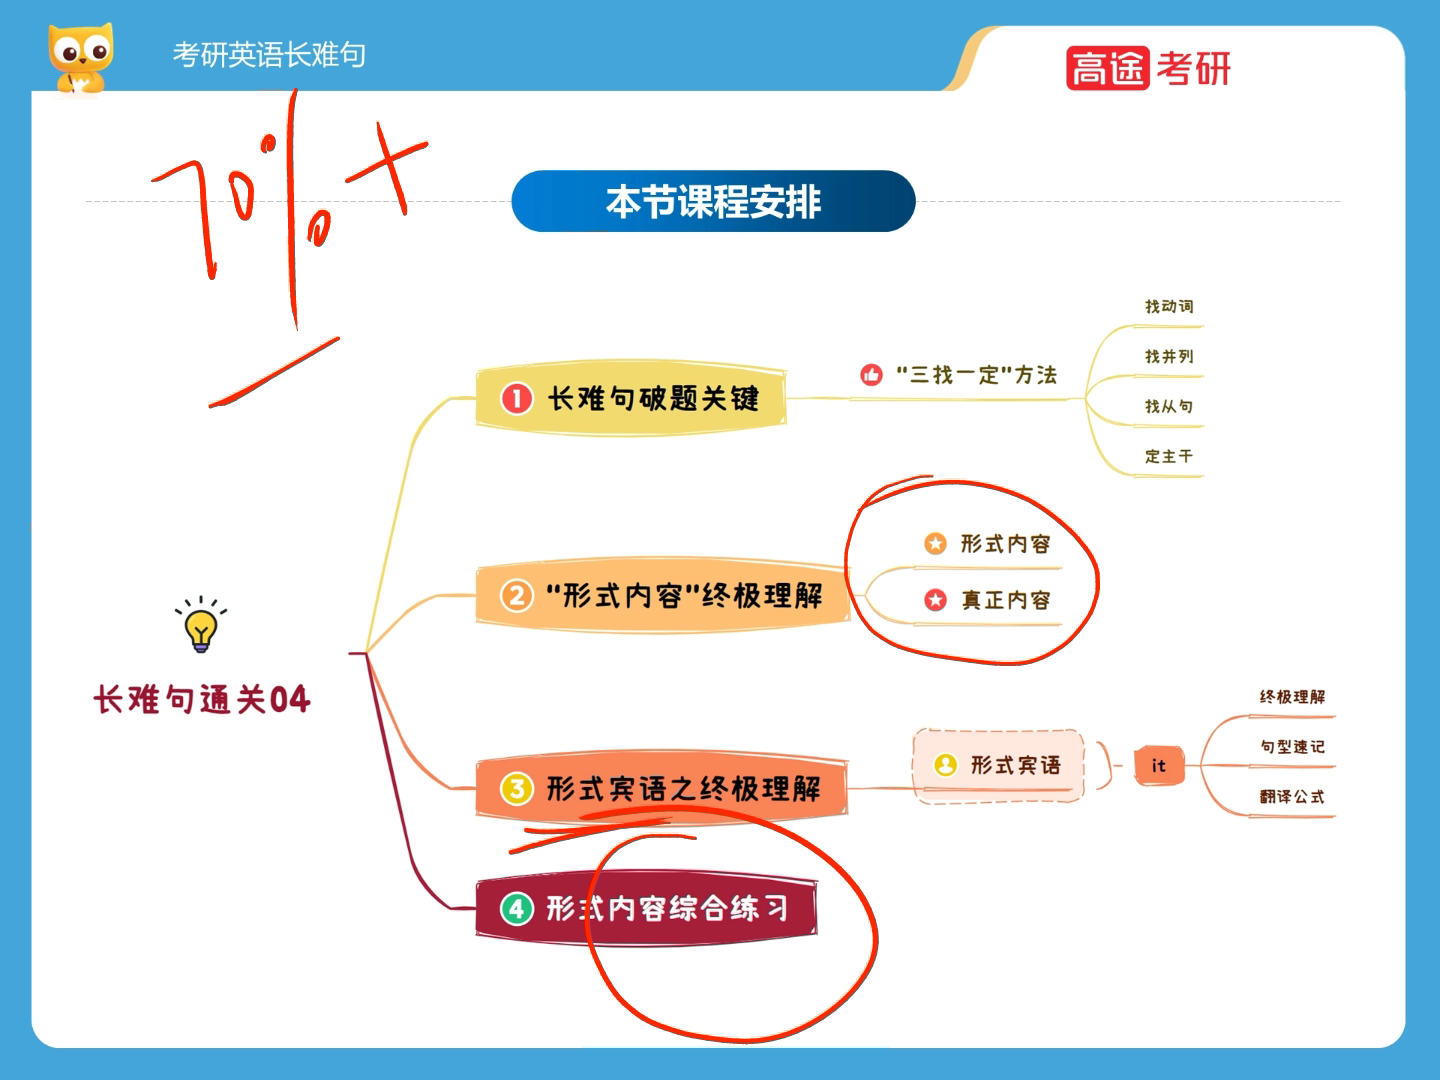 考研英语长难句
高途考研
70%+
本节课程安排
找动词
找并列
"三找一定"方法
1 长难句破题关键
找从句
定主干
形式内容
2 "形式内容"终极理解
真正内容
长难句通关04
终极理解
形式宾语
it
句型速记
3 形式宾语之终极理解
翻译公式
4 形式内容综合练习